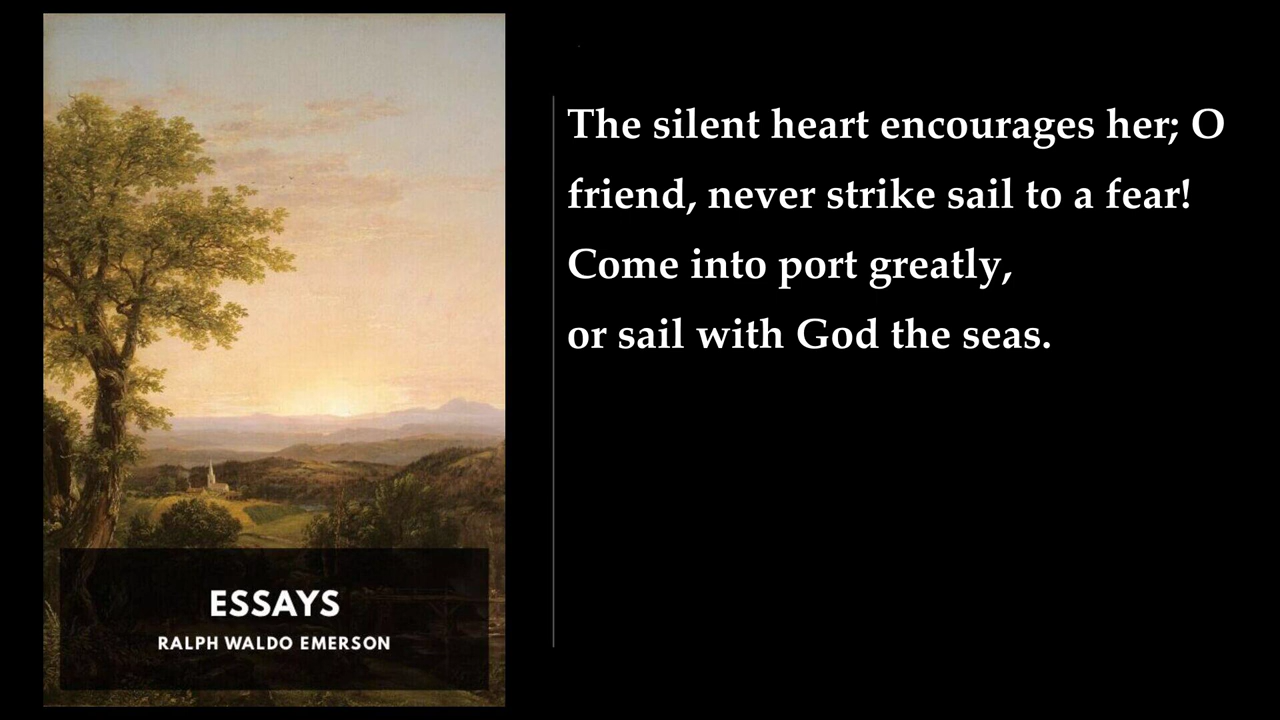 The silent heart encourages her; O
friend, never strike sail to a fear!
Come into port greatly,
or sail with God the seas.
ESSAYS
RALPH WALDO EMERSON